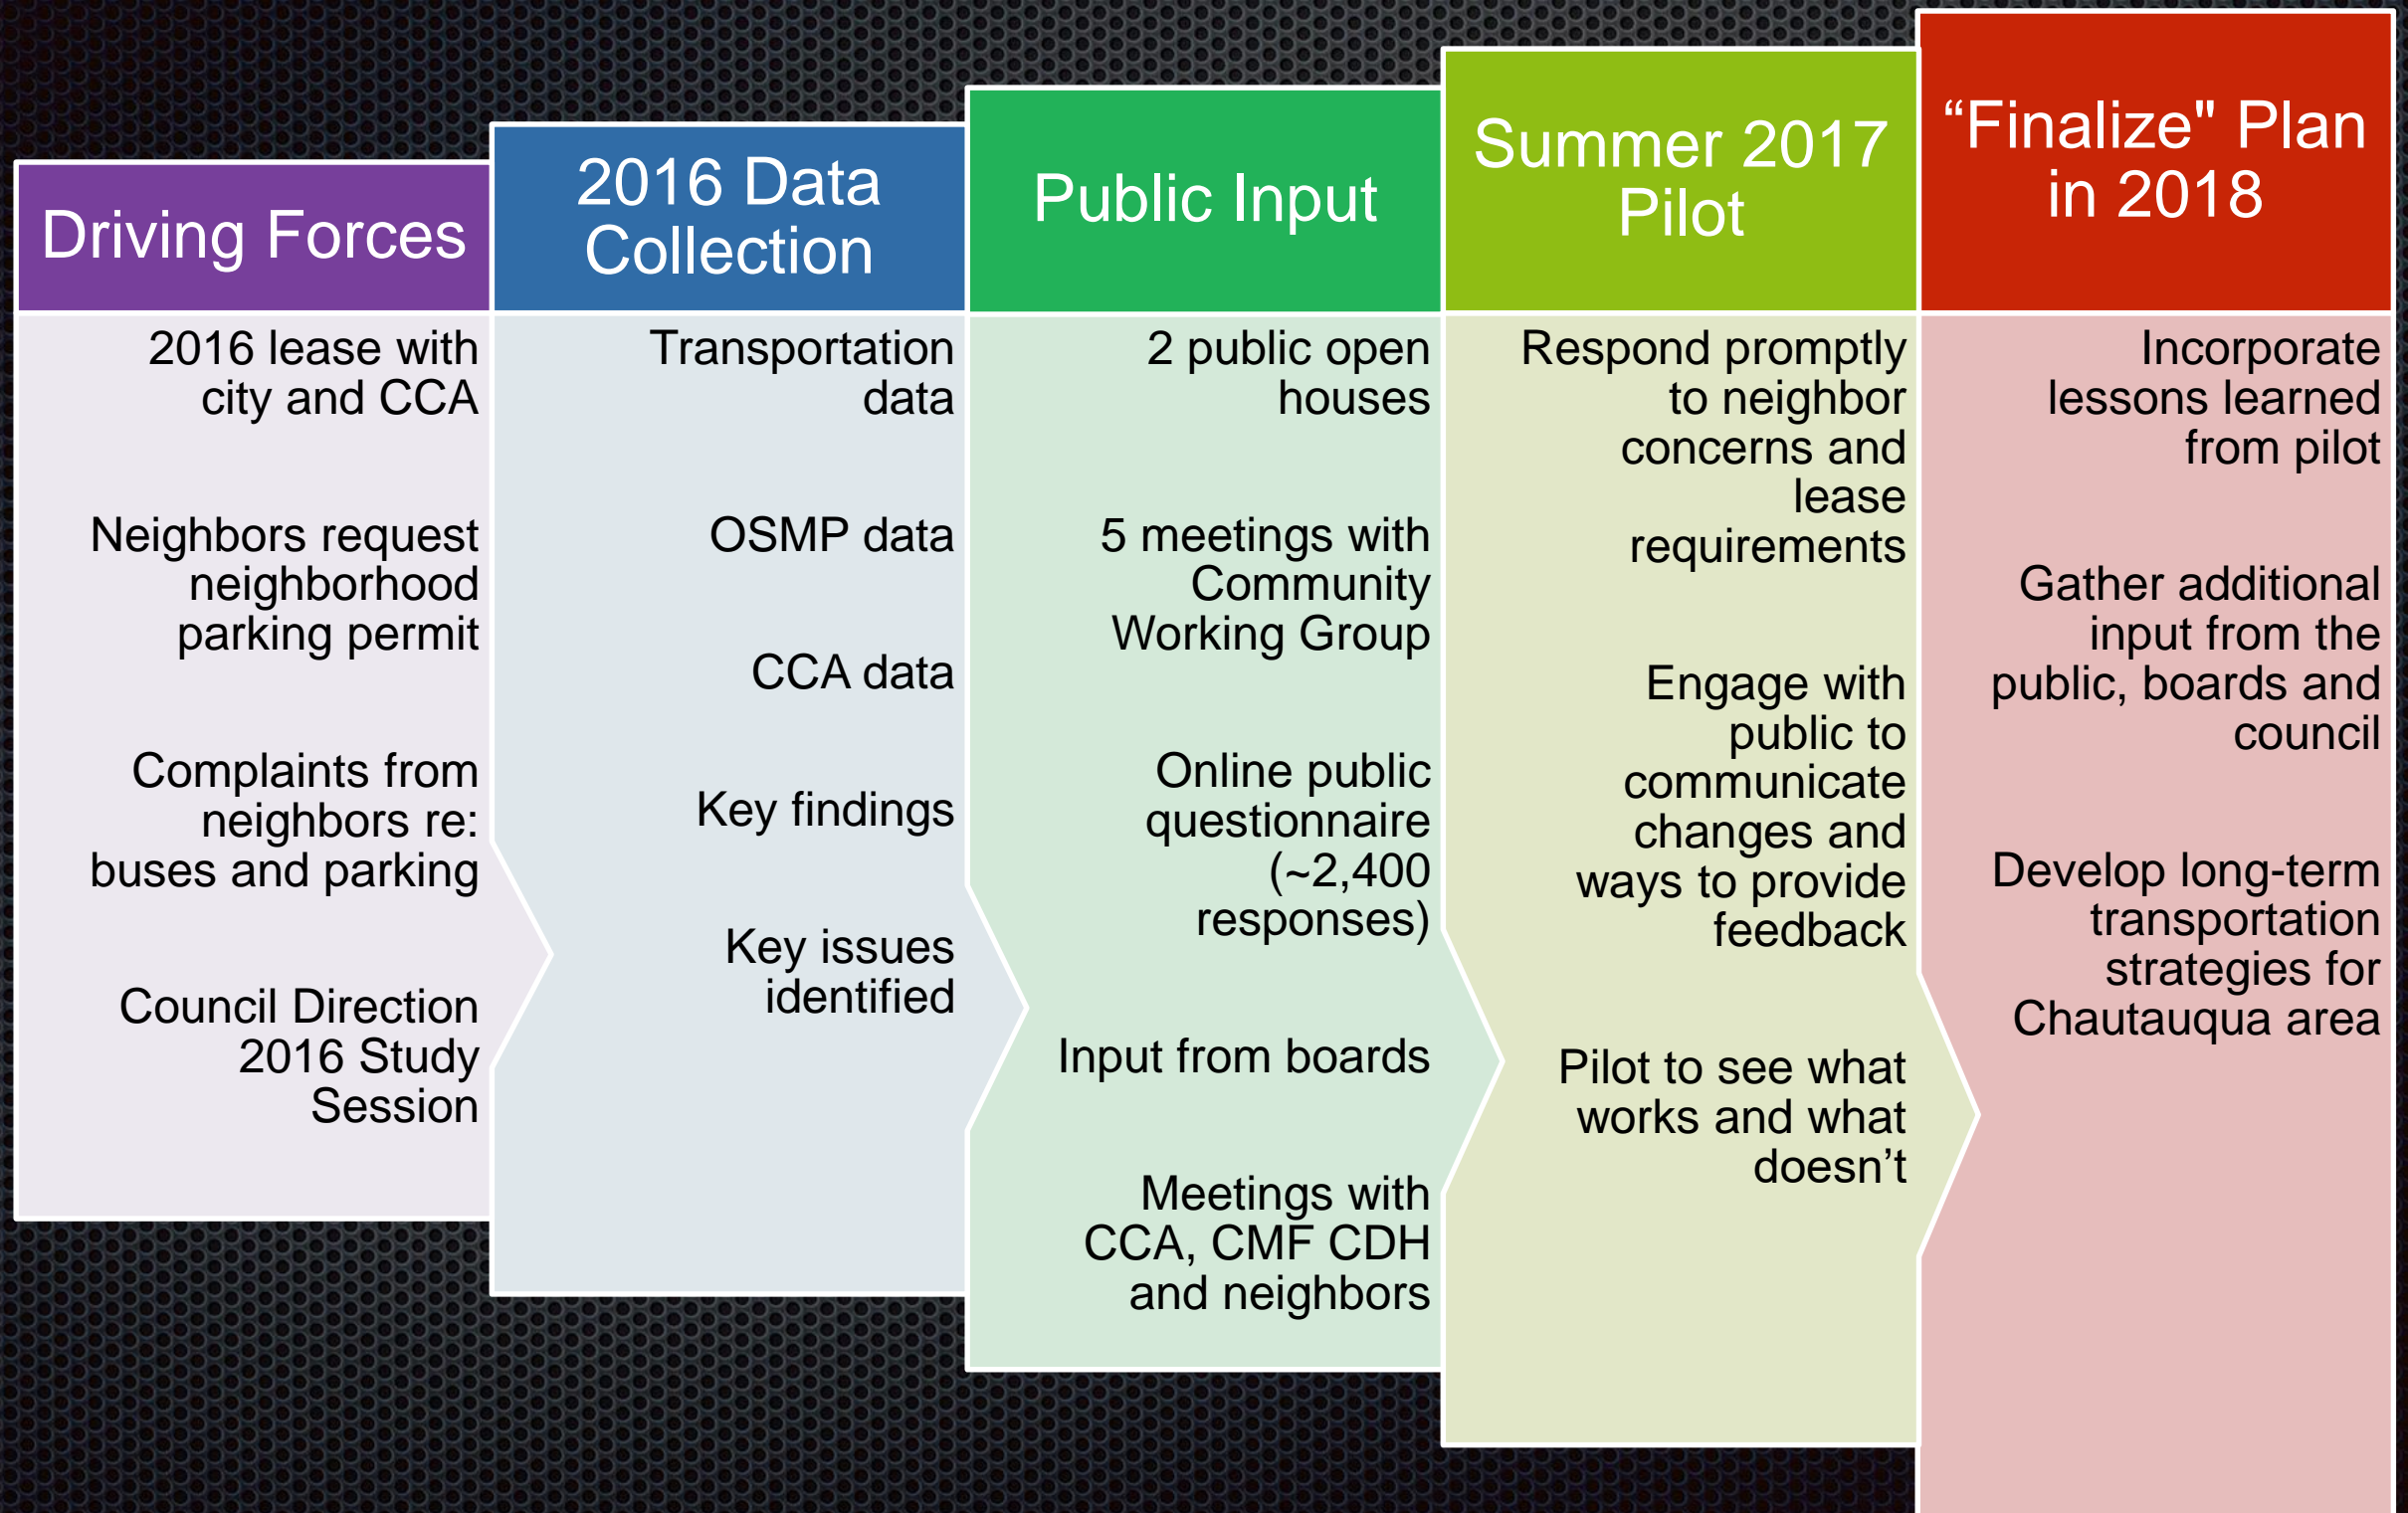 Driving Forces
2016 lease with
city and CCA
Neighbors request
neighborhood
parking permit
Complaints from
neighbors re:
buses and parking
Council Direction
2016 Study
Session
2016 Data
Collection
Transportation
data
OSMP data
CCA data
Key findings
Key issues
identified
Public Input
2 public open
houses
5 meetings with
Community
Working Group
Online public
questionnaire
(~2,400
responses)
Input from boards
Meetings with
CCA, CMF CDH
and neighbors
Summer 2017
Pilot
Respond promptly
to neighbor
concerns and
lease
requirements
Engage with
public to
communicate
changes and
ways to provide
feedback
Pilot to see what
works and what
doesn’t
“Finalize" Plan
in 2018
Incorporate
lessons learned
from pilot
Gather additional
input from the
public, boards and
council
Develop long-term
transportation
strategies for
Chautauqua area